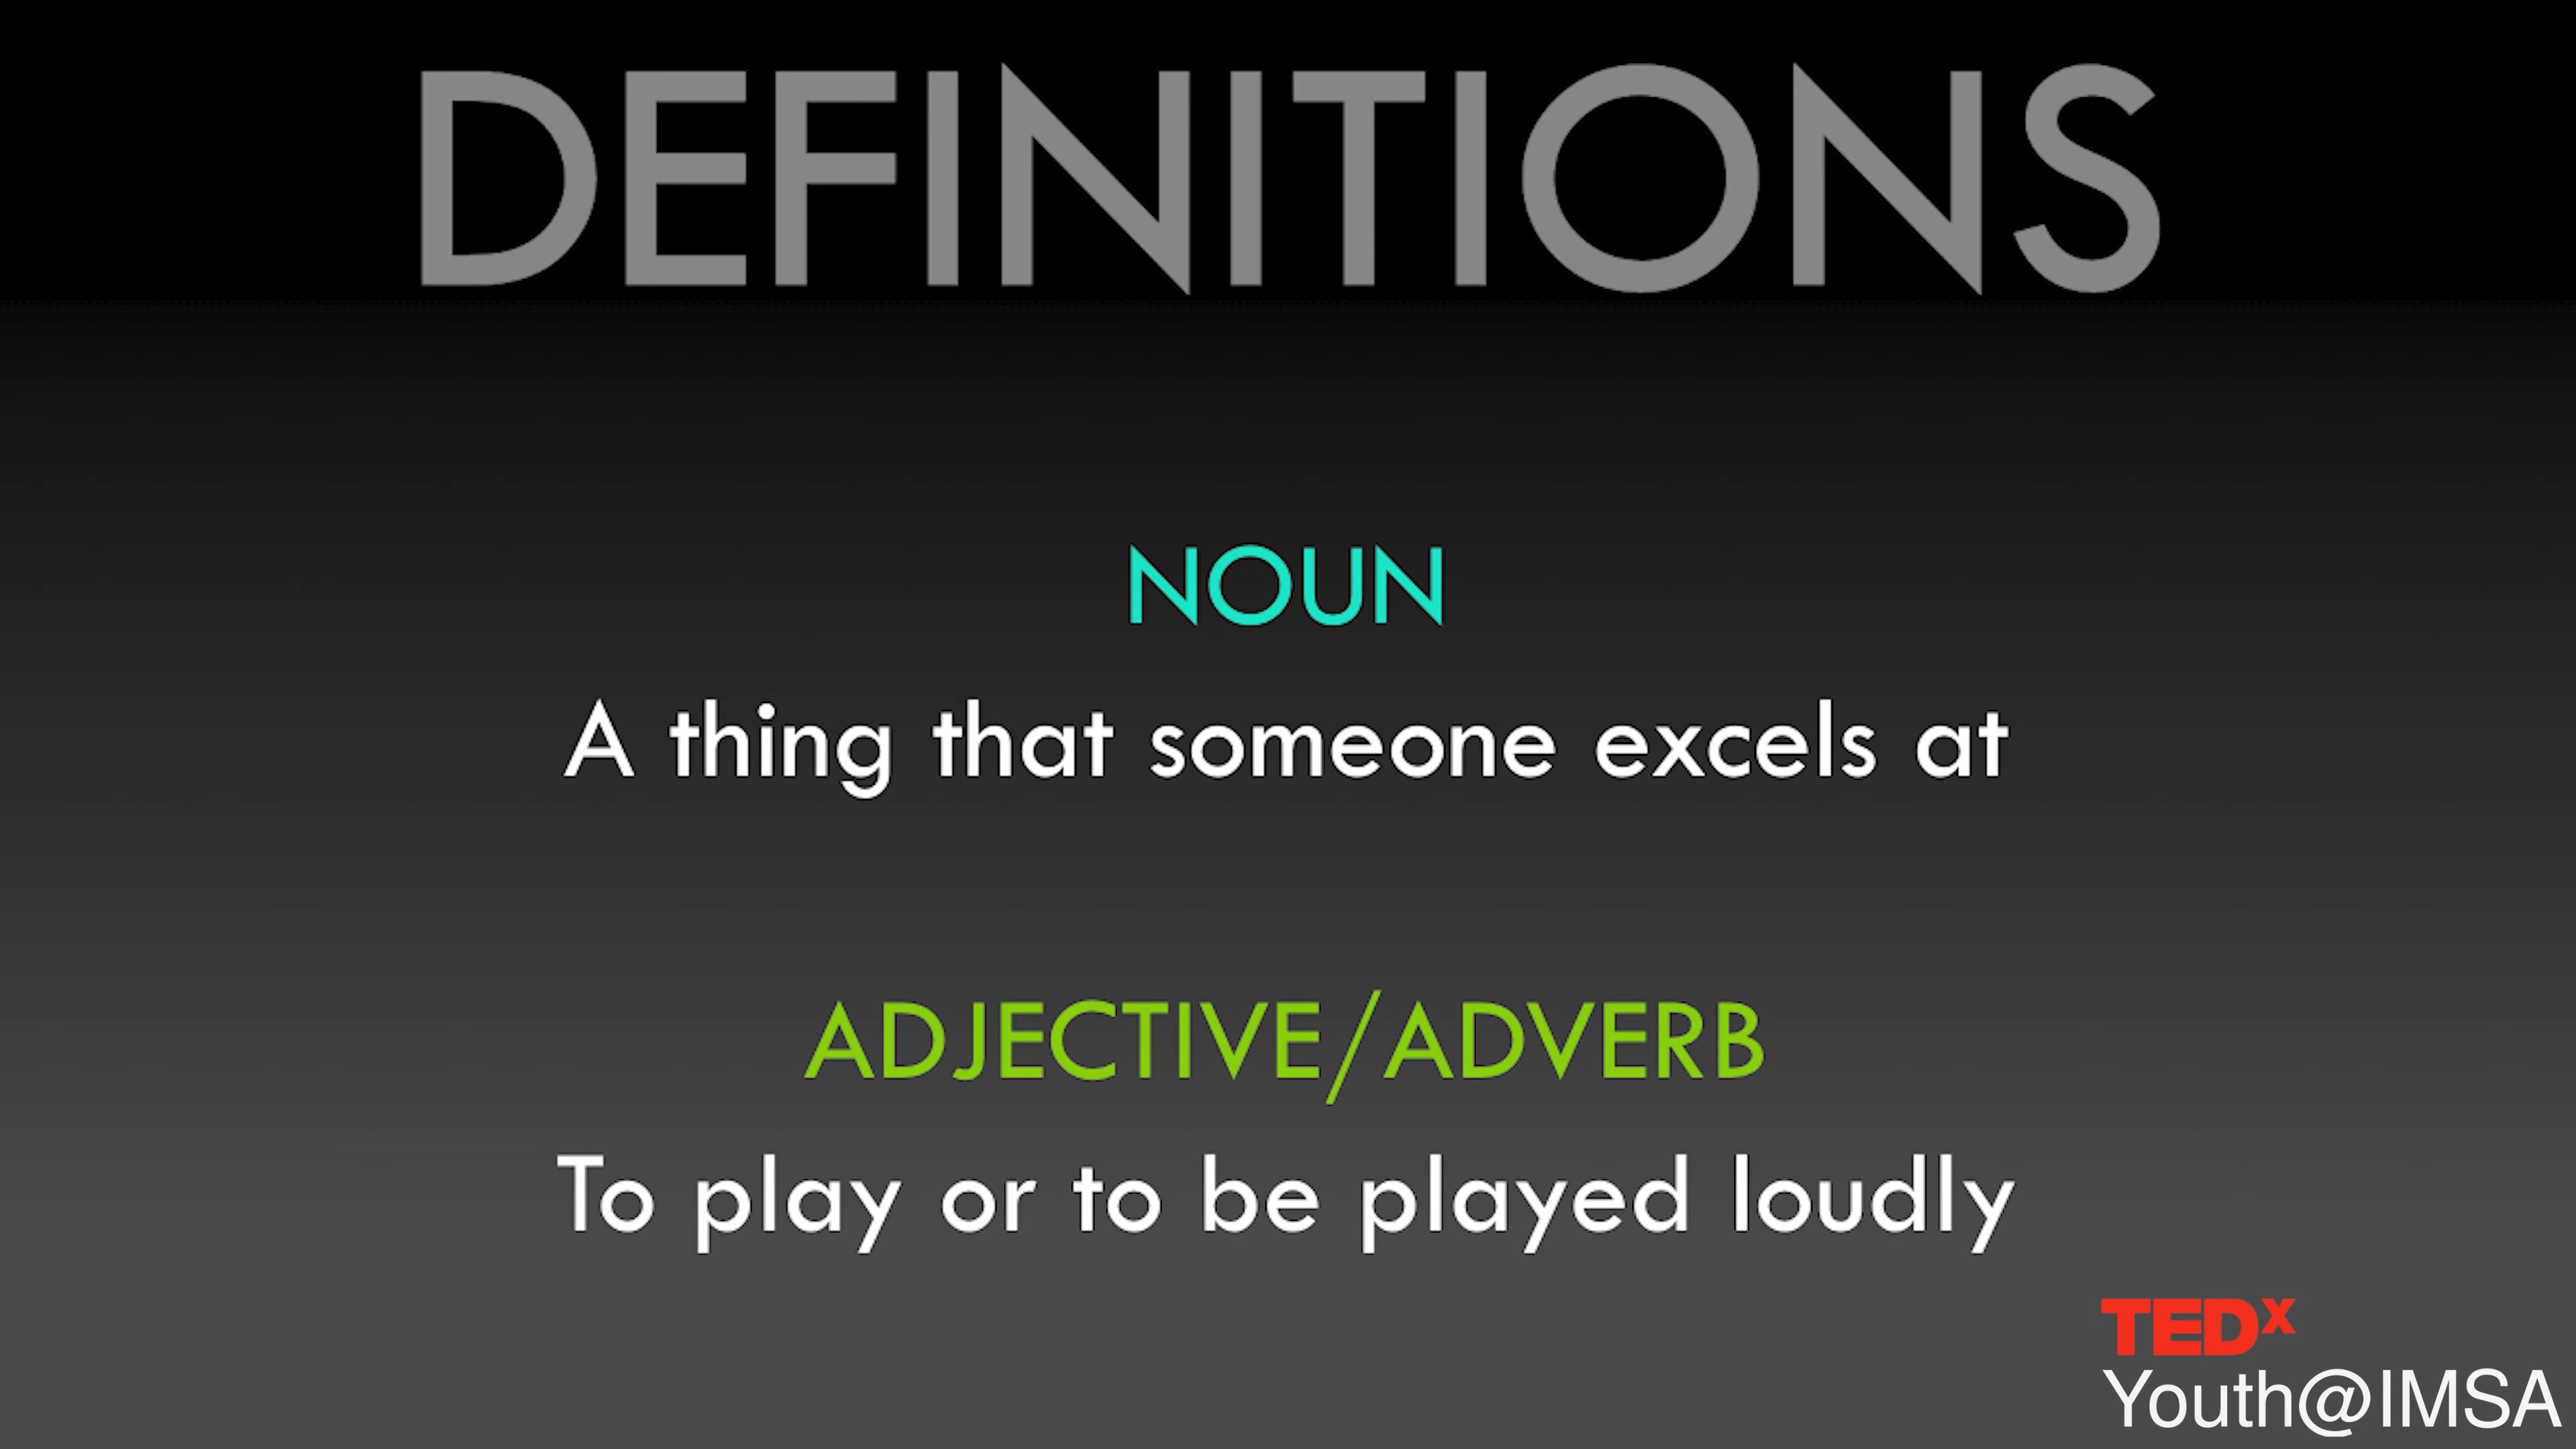 DEFINITIONS
NOUN
A thing that someone excels at
ADJECTIVE/ADVERB
To play or to be played loudly
TEDx
Youth@IMSA